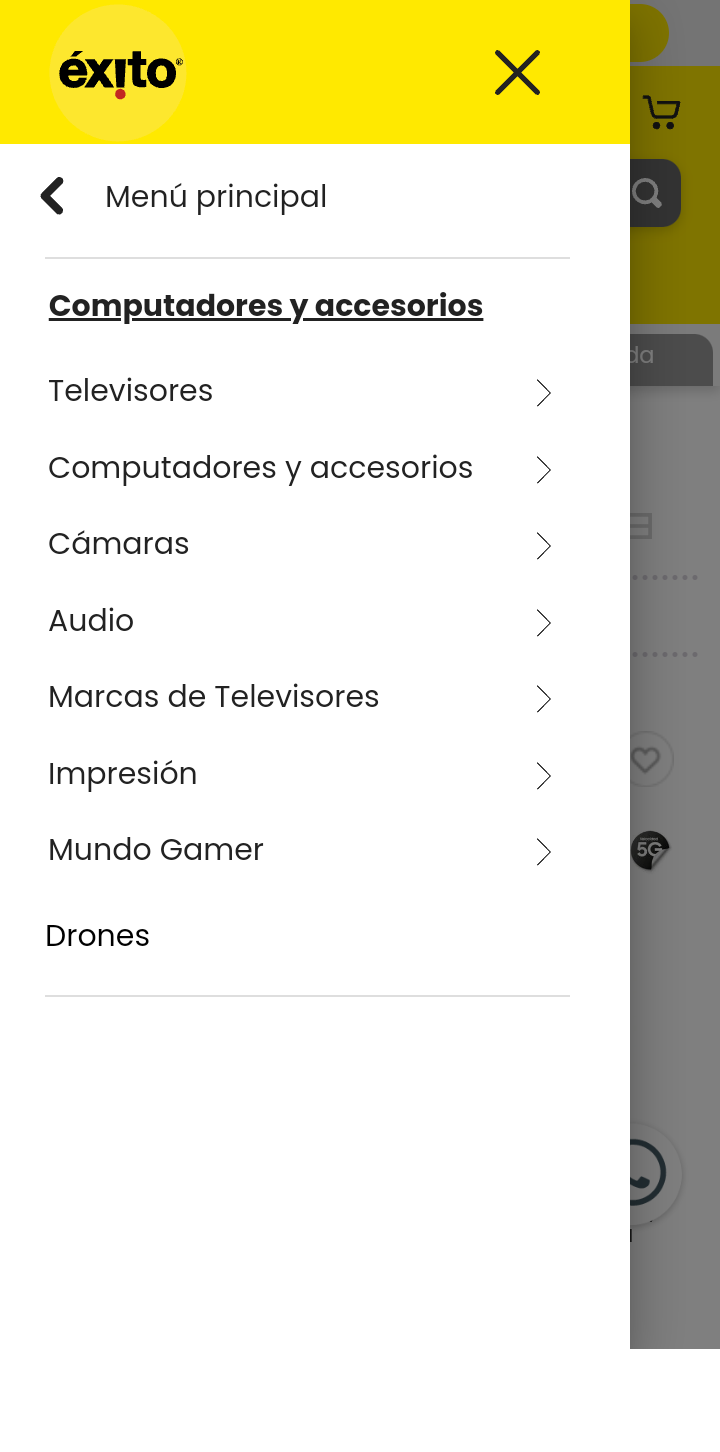 éxito®
Menú principal
Computadores y accesorios
Televisores
Computadores y accesorios
Cámaras
Audio
Marcas de Televisores
Impresión
Mundo Gamer
Drones
da
5G